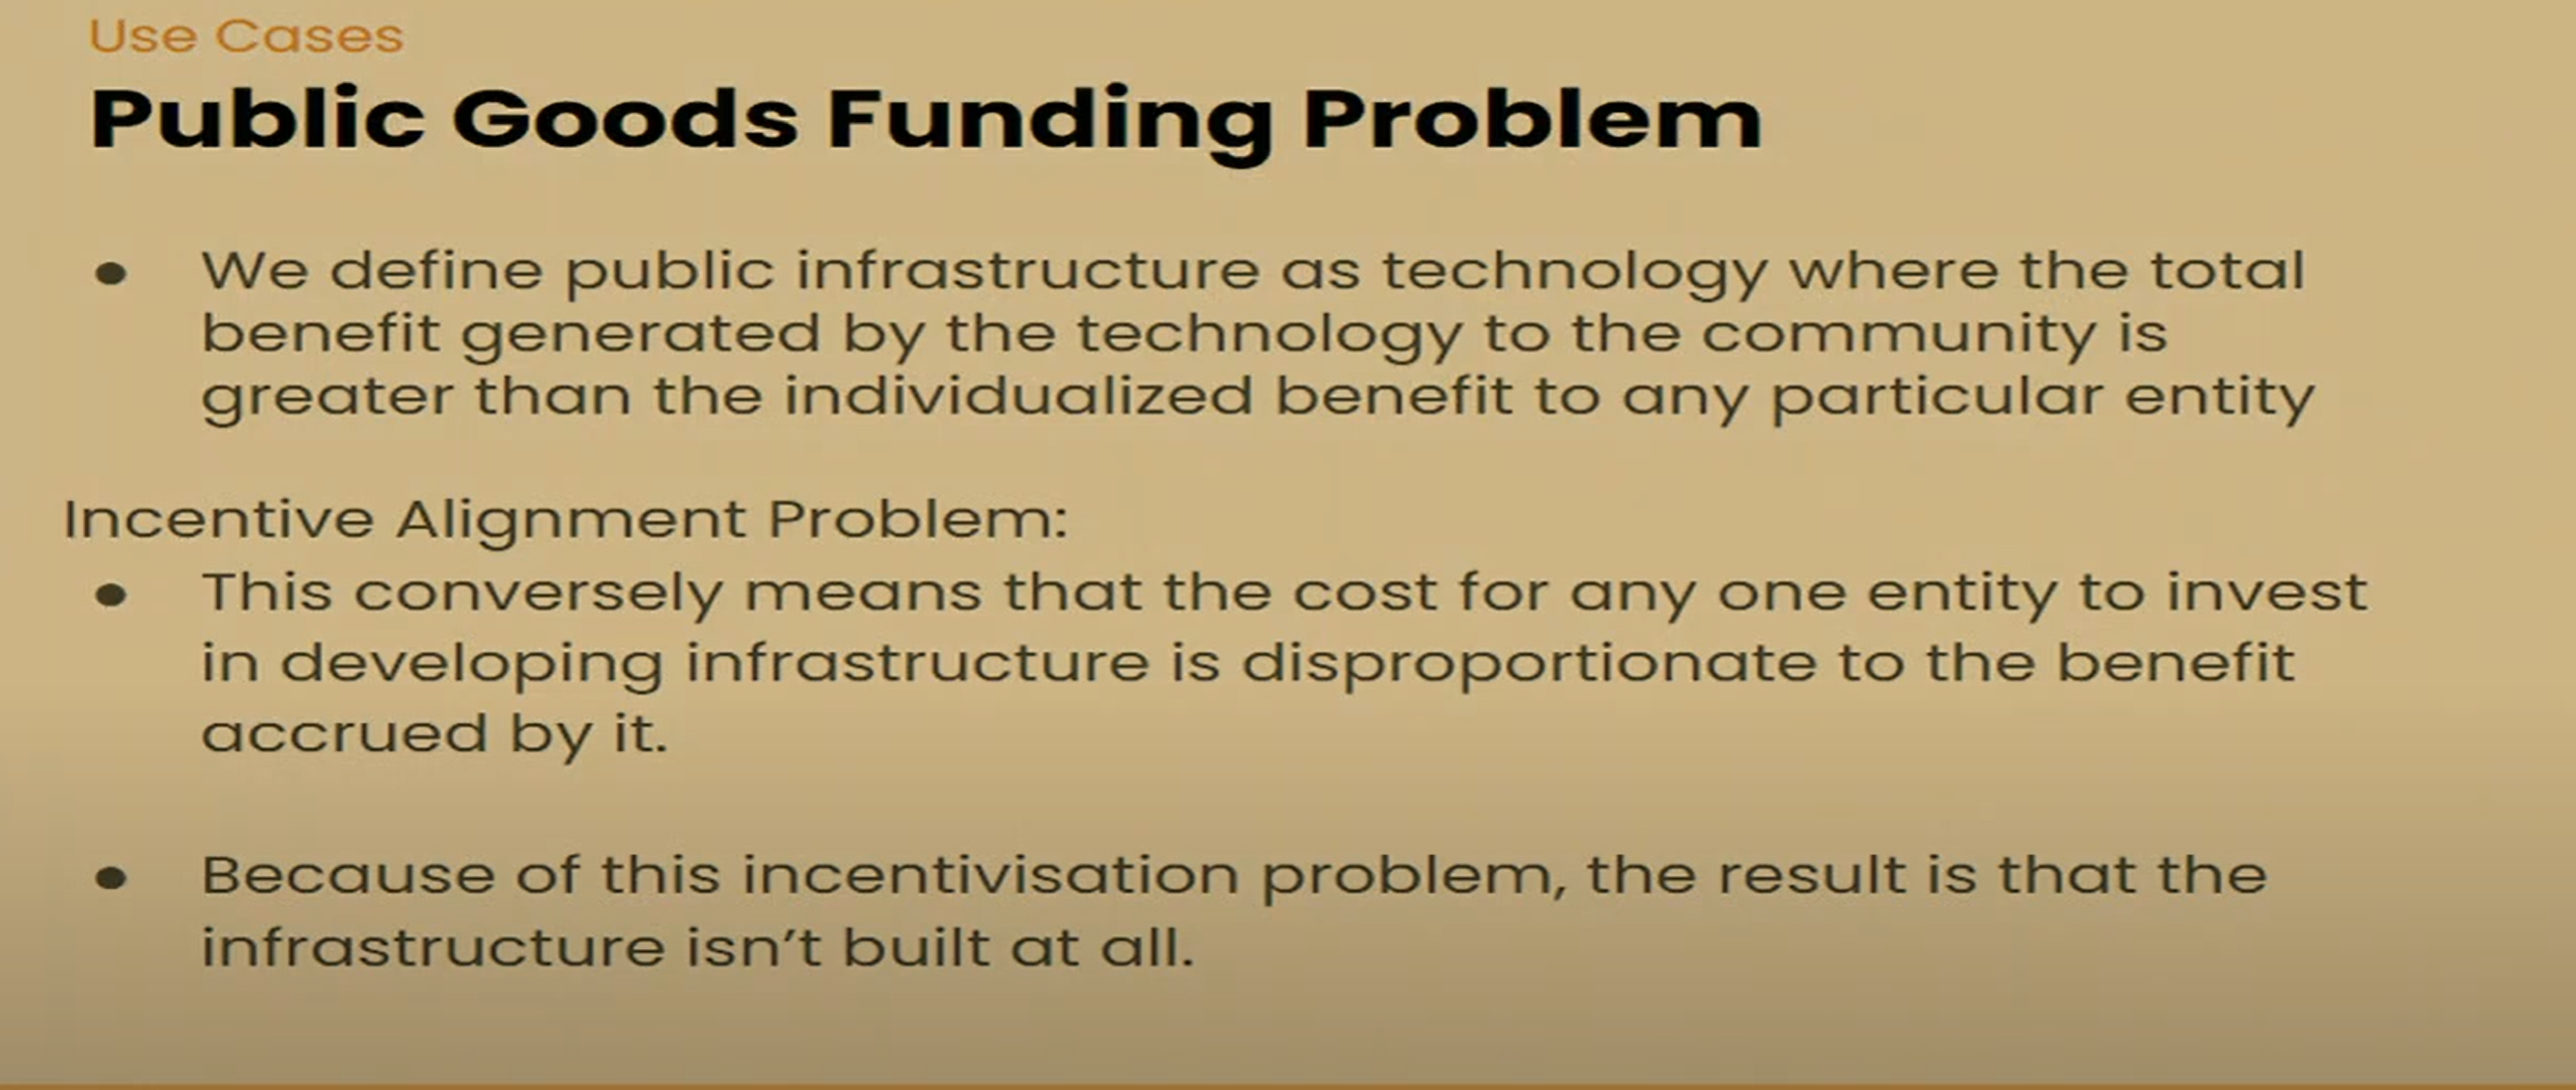 Use Cases
Public Goods Funding Problem
● We define public infrastructure as technology where the total
benefit generated by the technology to the community is
greater than the individualized benefit to any particular entity
Incentive Alignment Problem:
● This conversely means that the cost for any one entity to invest
in developing infrastructure is disproportionate to the benefit
accrued by it.
● Because of this incentivisation problem, the result is that the
infrastructure isn’t built at all.